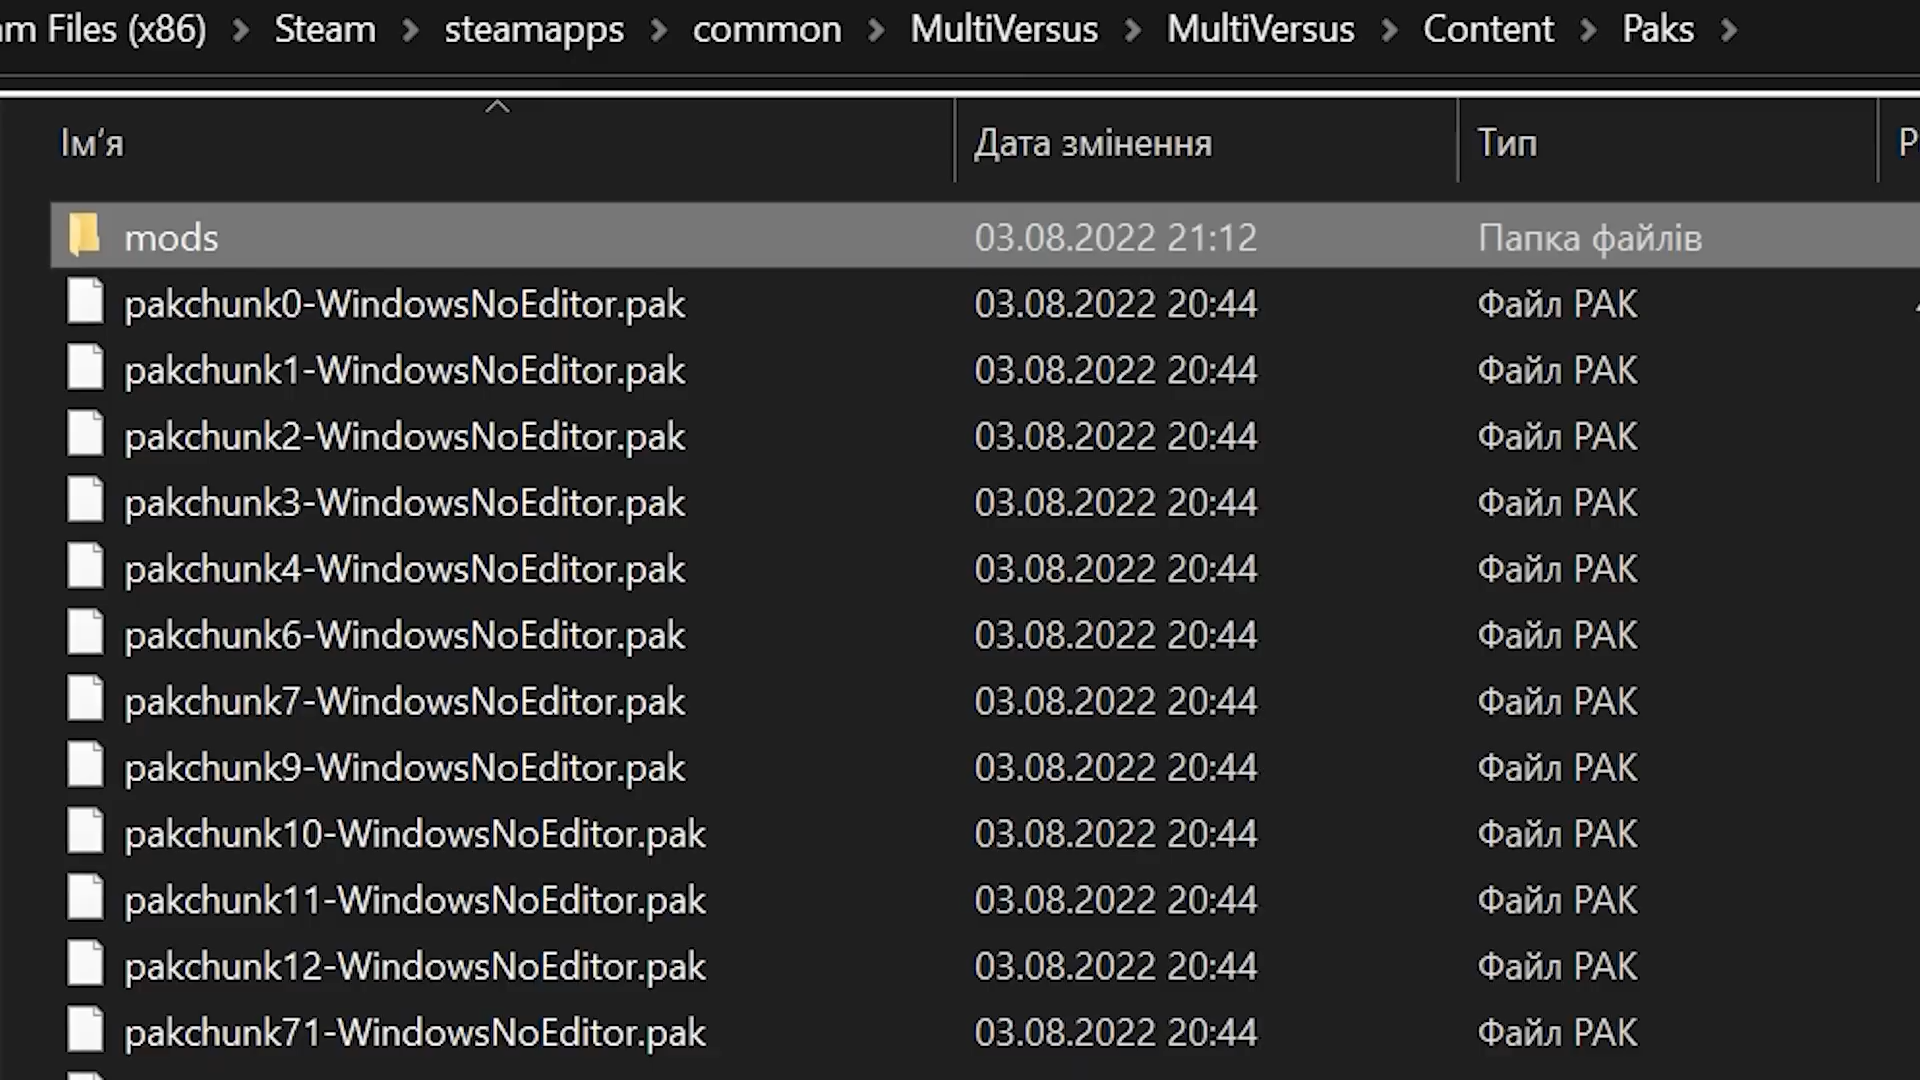 am Files (x86) > Steam > steamapps > common > MultiVersus > MultiVersus > Content > Paks >
Ім'я Дата змінення Тип Р
mods 03.08.2022 21:12 Папка файлів
pakchunk0-WindowsNoEditor.pak 03.08.2022 20:44 Файл PAK
pakchunk1-WindowsNoEditor.pak 03.08.2022 20:44 Файл PAK
pakchunk2-WindowsNoEditor.pak 03.08.2022 20:44 Файл PAK
pakchunk3-WindowsNoEditor.pak 03.08.2022 20:44 Файл PAK
pakchunk4-WindowsNoEditor.pak 03.08.2022 20:44 Файл PAK
pakchunk6-WindowsNoEditor.pak 03.08.2022 20:44 Файл PAK
pakchunk7-WindowsNoEditor.pak 03.08.2022 20:44 Файл PAK
pakchunk9-WindowsNoEditor.pak 03.08.2022 20:44 Файл PAK
pakchunk10-WindowsNoEditor.pak 03.08.2022 20:44 Файл PAK
pakchunk11-WindowsNoEditor.pak 03.08.2022 20:44 Файл PAK
pakchunk12-WindowsNoEditor.pak 03.08.2022 20:44 Файл PAK
pakchunk71-WindowsNoEditor.pak 03.08.2022 20:44 Файл PAK